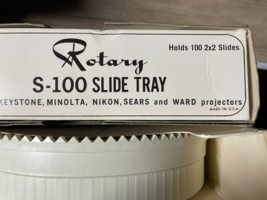 Rotary
Holds 100 2x2 Slides
S-100 SLIDE TRAY
KEYSTONE, MINOLTA, NIKON, SEARS and WARD projectors
MADE IN U.S.A.